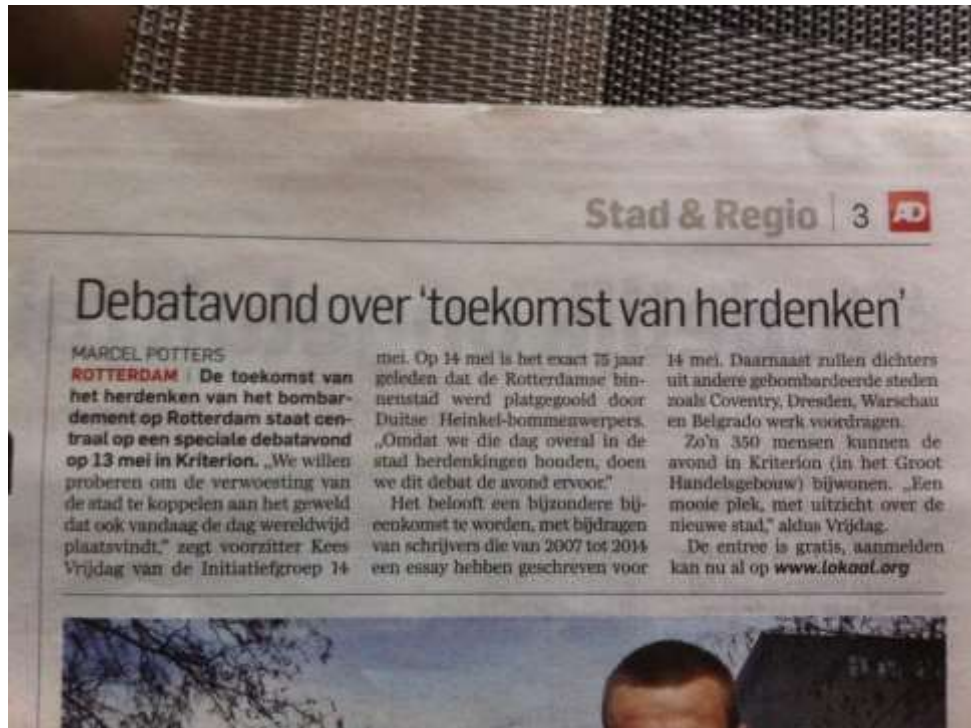 Stad & Regio 3 AD
Debatavond over ‘toekomst van herdenken’
MARCEL POTTERS
ROTTERDAM | De toekomst van
het herdenken van het bombar-
dement op Rotterdam staat cen-
traal op een speciale debatavond
op 13 mei in Kriterion. „We willen
proberen om de verwoesting van
de stad te koppelen aan het geweld
dat ook vandaag de dag wereldwijd
plaatsvindt,” zegt voorzitter Kees
Vrijdag van de Initiatiefgroep 14
mei. Op 14 mei is het exact 75 jaar
geleden dat de Rotterdamse bin-
nenstad werd platgegooid door
Duitse Heinkel-bommenwerpers.
„Omdat we die dag overal in de
stad herdenkingen houden, doen
we dit debat de avond ervoor.”
Het belooft een bijzondere bij-
eenkomst te worden, met bijdragen
van schrijvers die van 2007 tot 2014
een essay hebben geschreven voor
14 mei. Daarnaast zullen dichters
uit andere gebombardeerde steden
zoals Coventry, Dresden, Warschau
en Belgrado werk voordragen.
Zo’n 350 mensen kunnen de
avond in Kriterion (in het Groot
Handelsgebouw) bijwonen. „Een
mooie plek, met uitzicht over de
nieuwe stad,” aldus Vrijdag.
De entree is gratis, aanmelden
kan nu al op www.lokaal.org